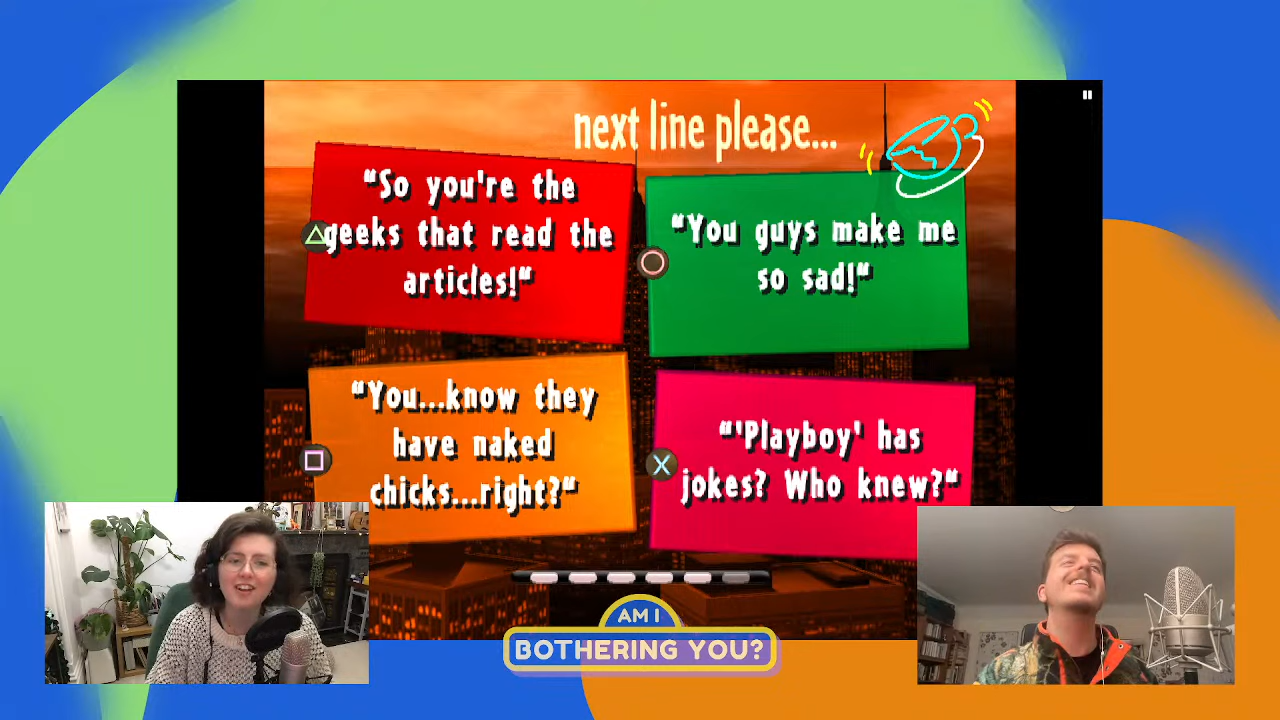 next line please...
"So you're the
geeks that read the
articles!"
"You guys make me
so sad!"
"You...know they
have naked
chicks...right?"
"'Playboy' has
jokes? Who knew?"
AM I
BOTHERING YOU?